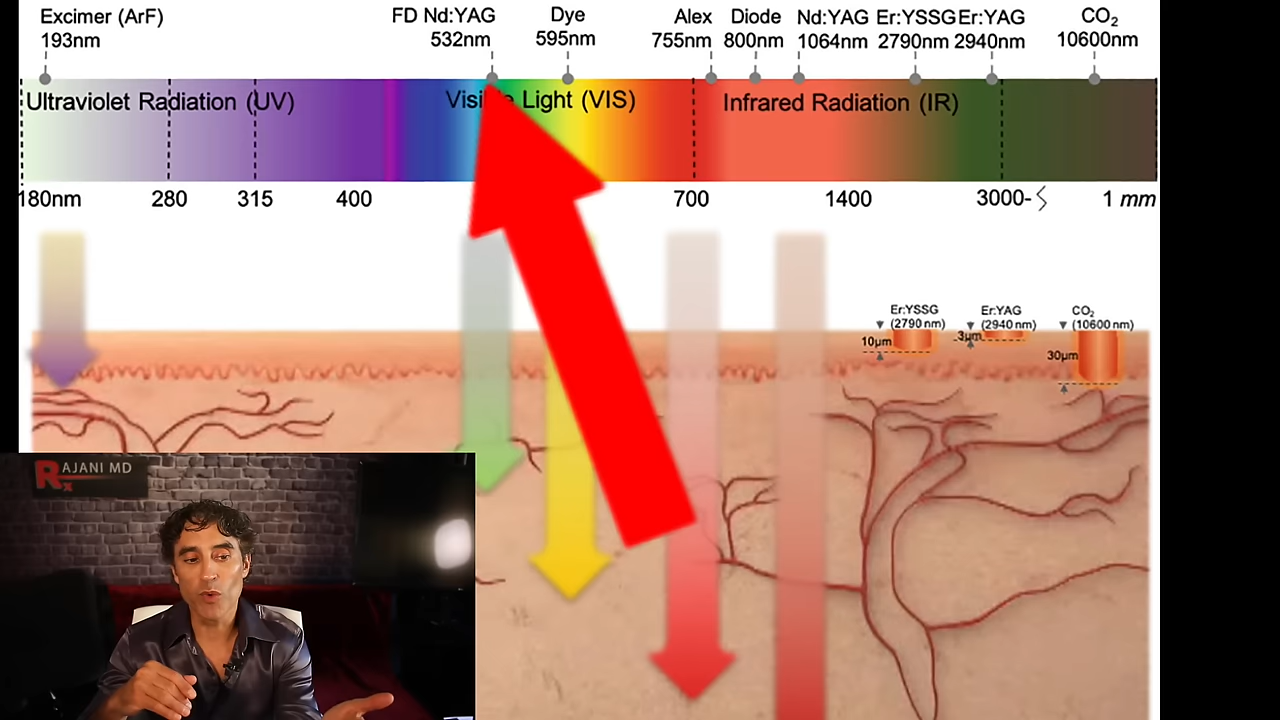 Excimer (ArF)
193nm
FD Nd:YAG
532nm
Dye
595nm
Alex
755nm
Diode
800nm
Nd:YAG
1064nm
Er:YSSG
2790nm
Er:YAG
2940nm
CO₂
10600nm
Ultraviolet Radiation (UV)
Light (VIS)
Infrared Radiation (IR)
180nm
280
315
400
700
1400
3000-
1 mm
Er:YSSG
(2790 nm)
10µm
Er:YAG
(2940 nm)
3µm
CO₂
(10600 nm)
30µm
RAJANI MD
Rx